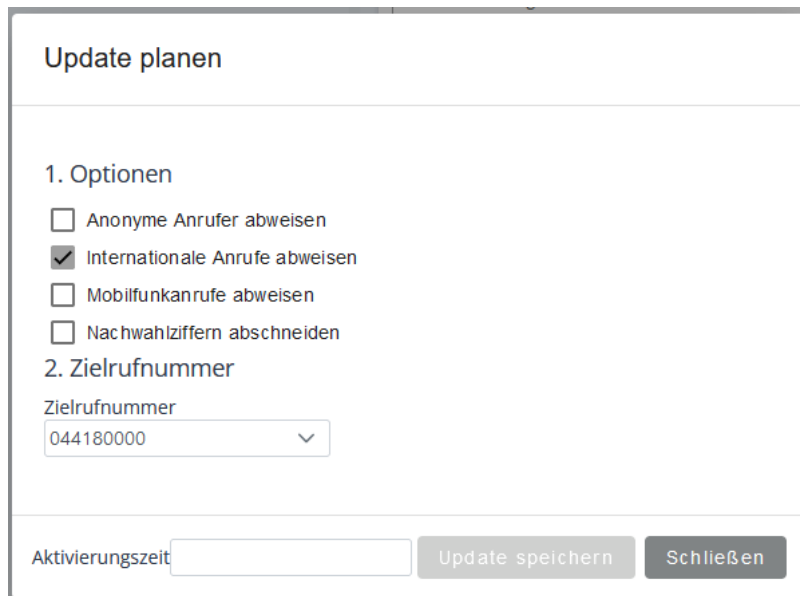 Update planen
1. Optionen
Anonyme Anrufer abweisen
Internationale Anrufe abweisen
Mobilfunkanrufe abweisen
Nachwahlziffern abschneiden
2. Zielrufnummer
Zielrufnummer
044180000
Aktivierungszeit Update speichern Schließen